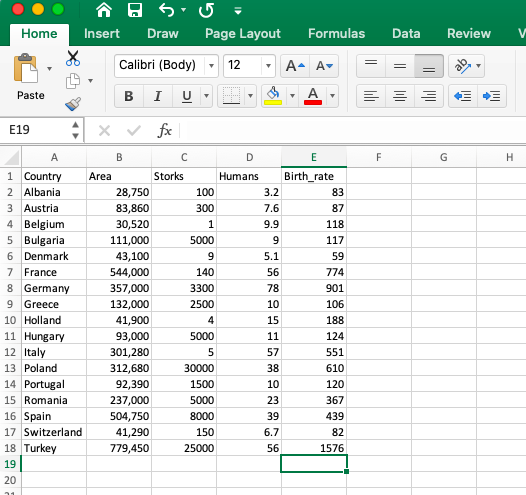 Home Insert Draw Page Layout Formulas Data Review V
Paste Calibri (Body) 12 A A
B I U A ab
E19 fx
A B C D E F G H
1 Country Area Storks Humans Birth_rate
2 Albania 28,750 100 3.2 83
3 Austria 83,860 300 7.6 87
4 Belgium 30,520 1 9.9 118
5 Bulgaria 111,000 5000 9 117
6 Denmark 43,100 9 5.1 59
7 France 544,000 140 56 774
8 Germany 357,000 3300 78 901
9 Greece 132,000 2500 10 106
10 Holland 41,900 4 15 188
11 Hungary 93,000 5000 11 124
12 Italy 301,280 5 57 551
13 Poland 312,680 30000 38 610
14 Portugal 92,390 1500 10 120
15 Romania 237,000 5000 23 367
16 Spain 504,750 8000 39 439
17 Switzerland 41,290 150 6.7 82
18 Turkey 779,450 25000 56 1576
19
20